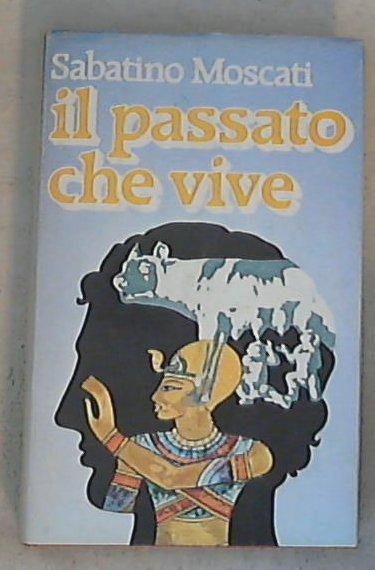 Sabatino Moscati
il passato
che vive